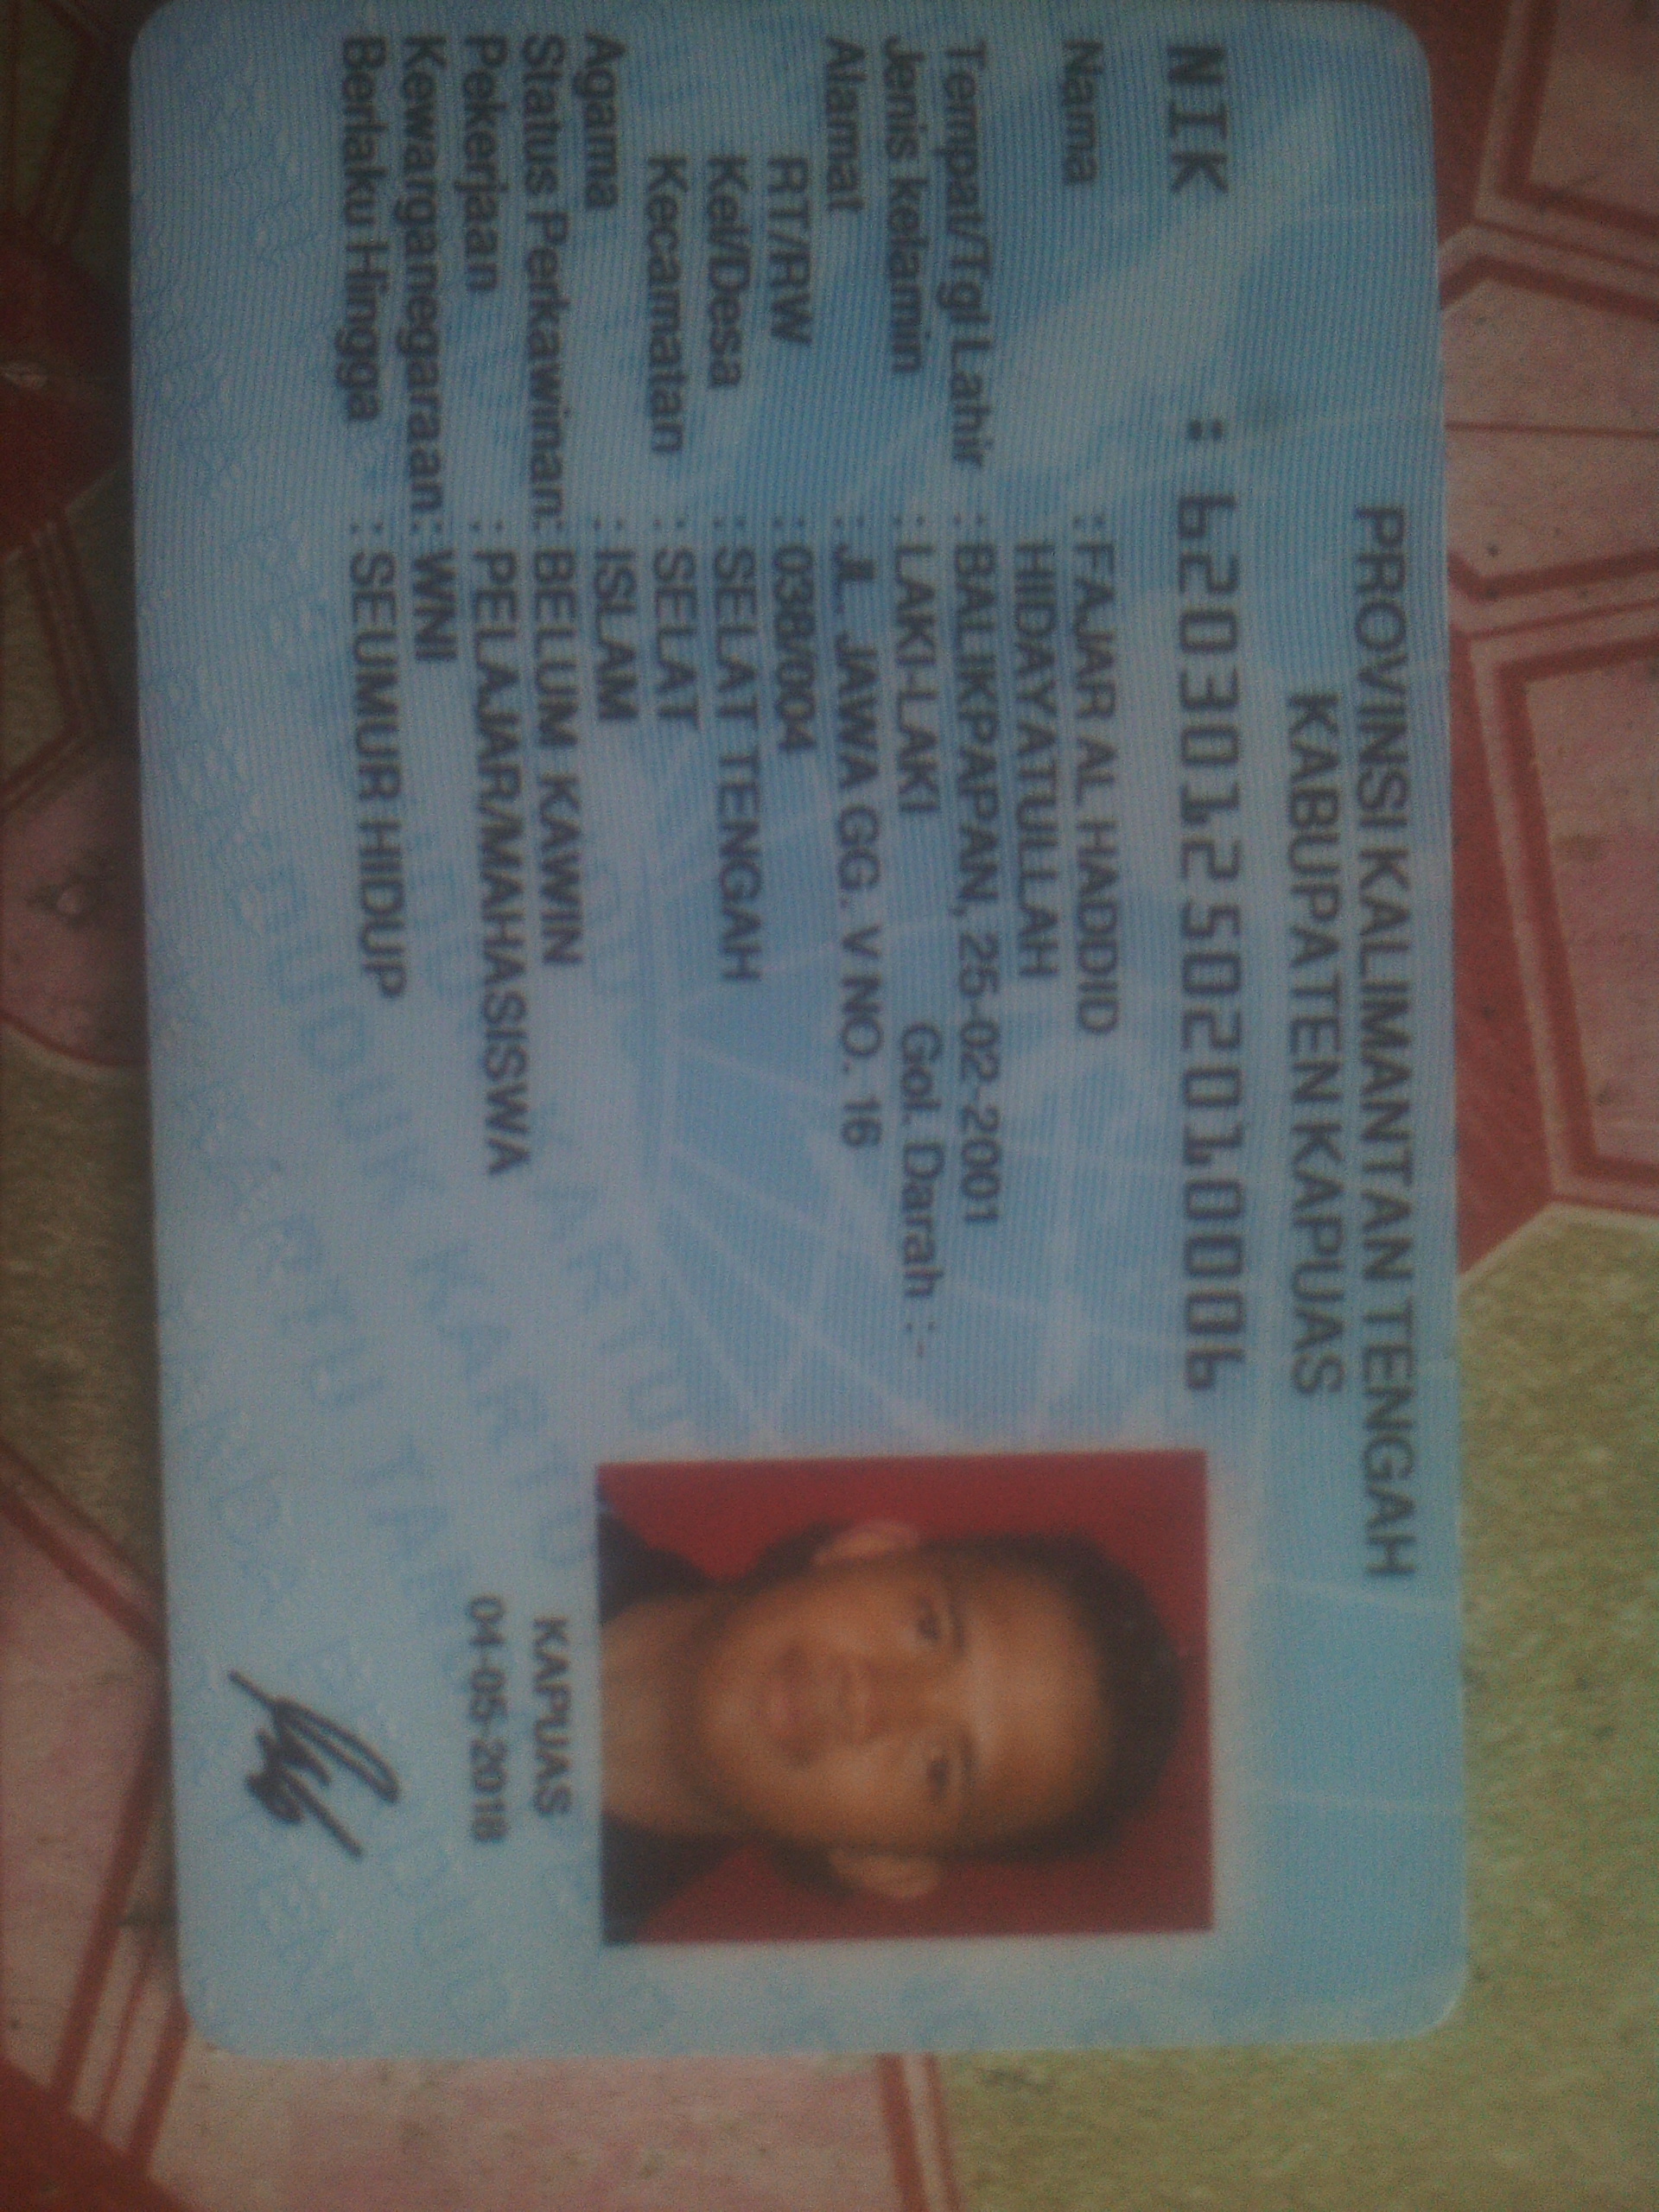 PROVINSI KALIMANTAN TENGAH
KABUPATEN KAPUAS
NIK : 6203012502010006
Nama : FAJAR AL HADDID
HIDAYATULLAH
Tempat/Tgl Lahir : BALIKPAPAN, 25-02-2001
Jenis kelamin : LAKI-LAKI Gol. Darah : -
Alamat : JL. JAWA GG. V NO. 16
RT/RW : 038/004
Kel/Desa : SELAT TENGAH
Kecamatan : SELAT
Agama : ISLAM
Status Perkawinan: BELUM KAWIN
Pekerjaan : PELAJAR/MAHASISWA
Kewarganegaraan: WNI
Berlaku Hingga : SEUMUR HIDUP
KAPUAS
04-05-2018